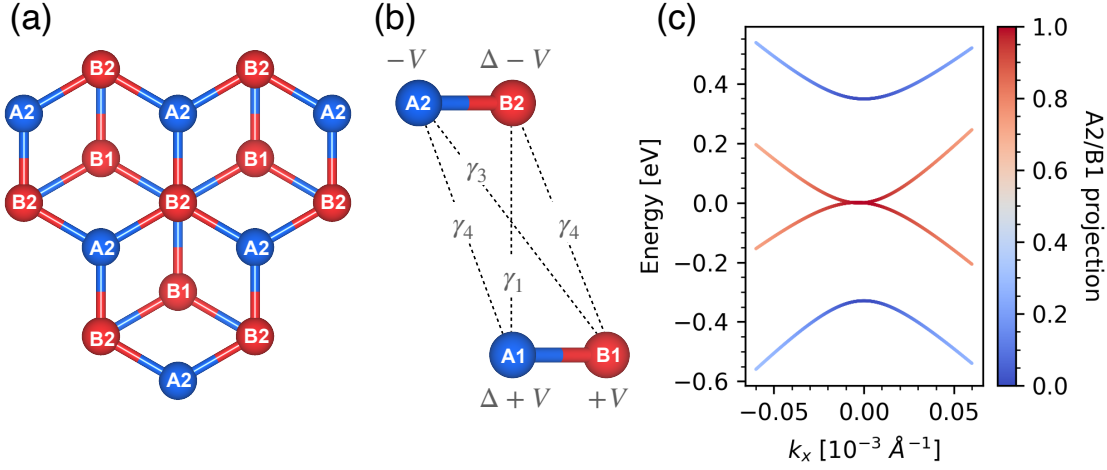 (a)
B2 B2
A2 A2 A2
B1 B1
B2 B2 B2
A2 A2
B1
B2 B2
A2
(b)
−V Δ − V
A2 B2
γ3
γ4 γ4
γ1
A1 B1
Δ + V +V
(c)
Energy [eV]
0.4
0.2
0.0
−0.2
−0.4
−0.6
−0.05 0.00 0.05
kx [10⁻³ Å⁻¹]
1.0
0.8
0.6
0.4
0.2
0.0
A2/B1 projection